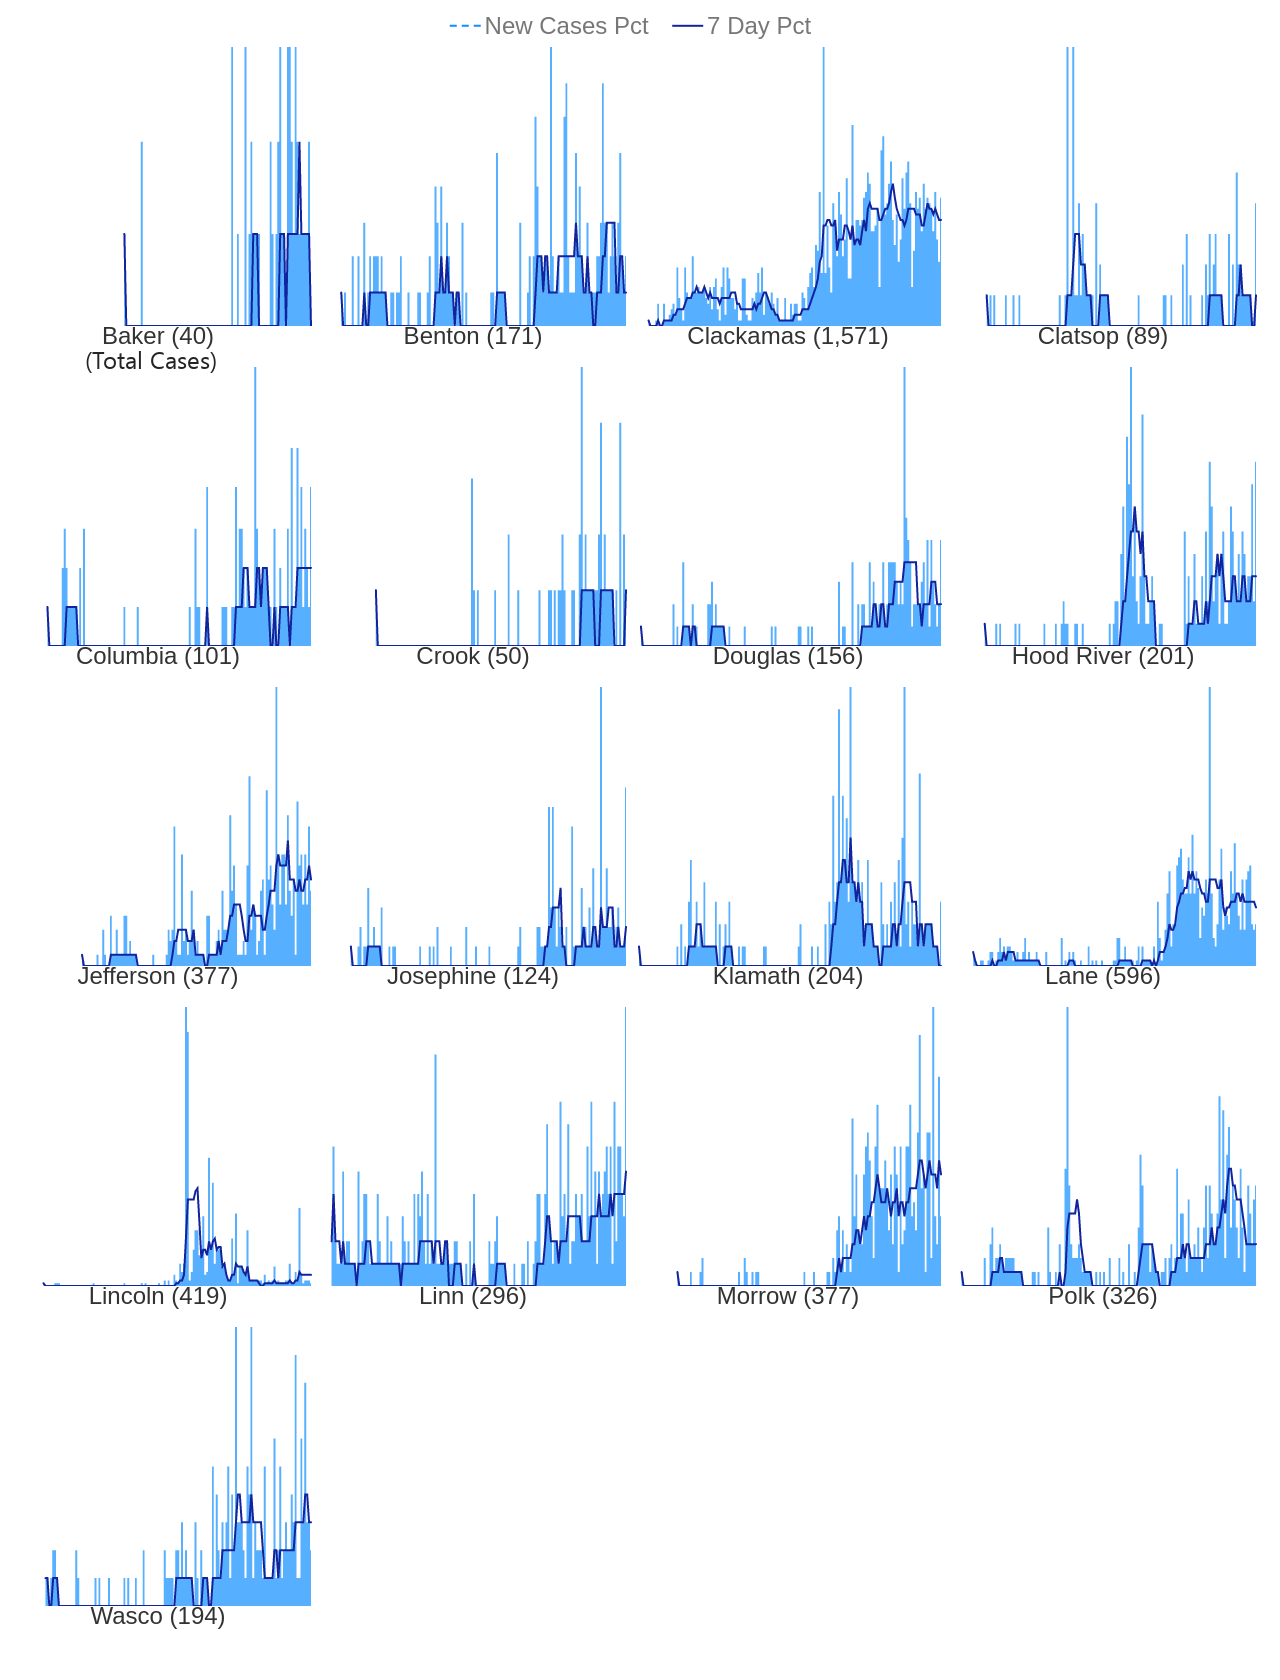 New Cases Pct 7 Day Pct
Baker (40) Benton (171) Clackamas (1,571) Clatsop (89)
(Total Cases)
Columbia (101) Crook (50) Douglas (156) Hood River (201)
Jefferson (377) Josephine (124) Klamath (204) Lane (596)
Lincoln (419) Linn (296) Morrow (377) Polk (326)
Wasco (194)